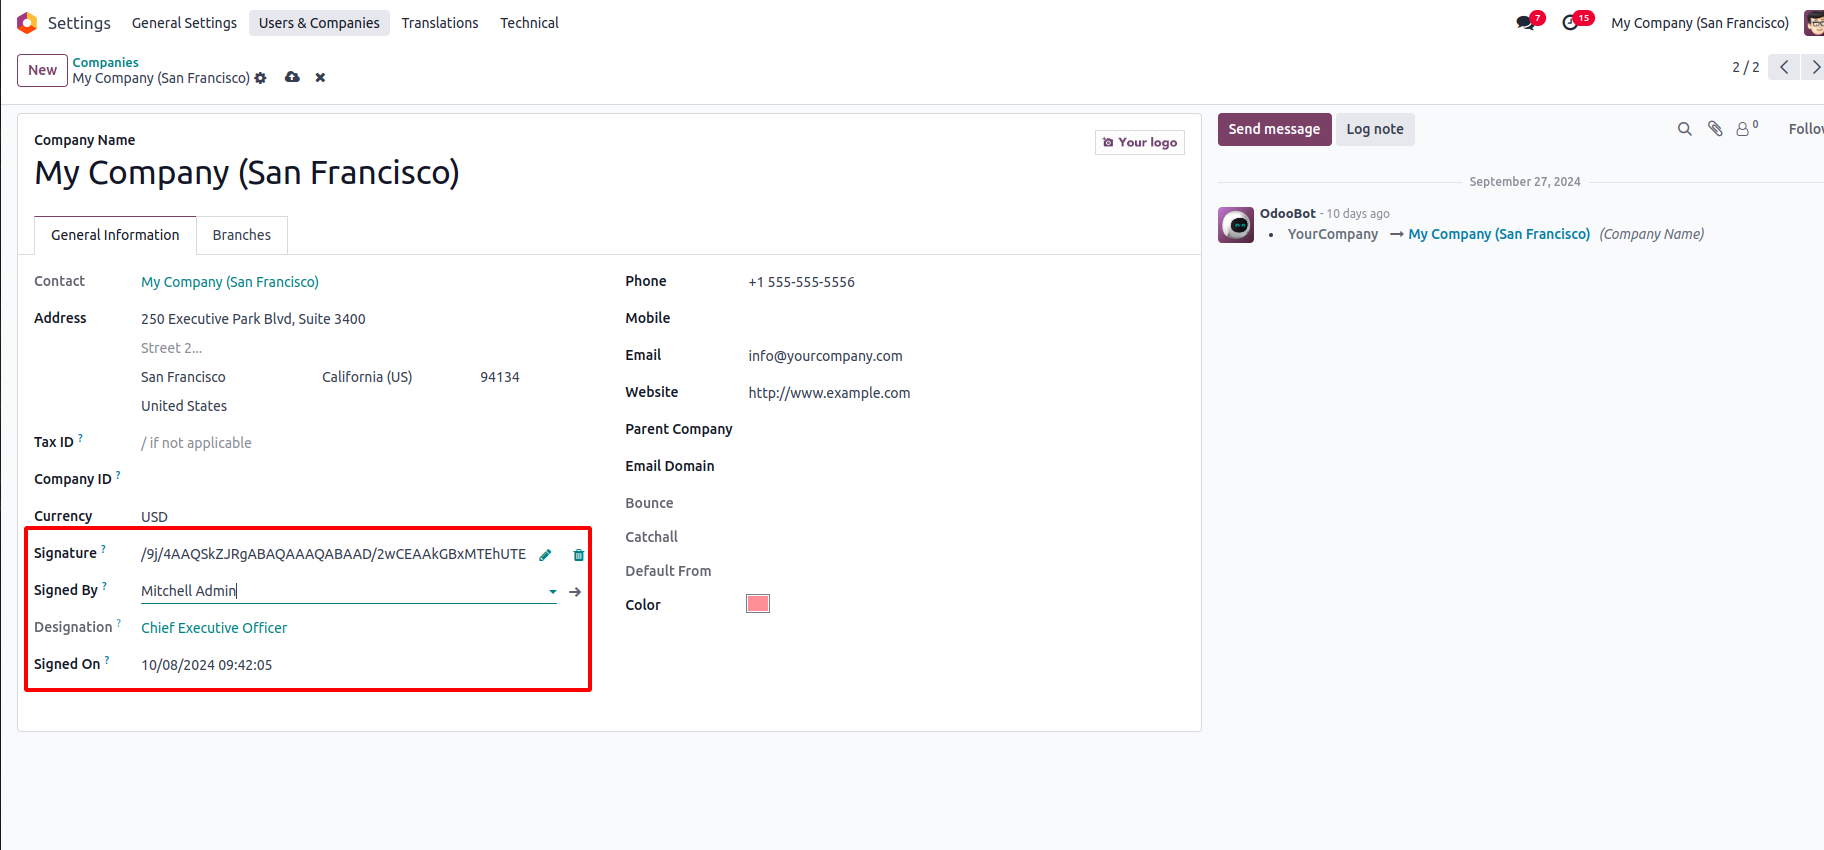 Settings General Settings Users & Companies Translations Technical 7 15 My Company (San Francisco)
New Companies
My Company (San Francisco) 2 / 2
Company Name
My Company (San Francisco)
Your logo
General Information Branches
Contact My Company (San Francisco)
Address 250 Executive Park Blvd, Suite 3400
Street 2...
San Francisco California (US) 94134
United States
Tax ID ? / if not applicable
Company ID ?
Currency USD
Signature ? /9j/4AAQSkZJRgABAQAAAQABAAD/2wCEAAkGBxMTEhUTE
Signed By ? Mitchell Admin
Designation ? Chief Executive Officer
Signed On ? 10/08/2024 09:42:05
Phone +1 555-555-5556
Mobile
Email info@yourcompany.com
Website http://www.example.com
Parent Company
Email Domain
Bounce
Catchall
Default From
Color
Send message Log note 0 Follow
September 27, 2024
OdooBot - 10 days ago
• YourCompany → My Company (San Francisco) (Company Name)